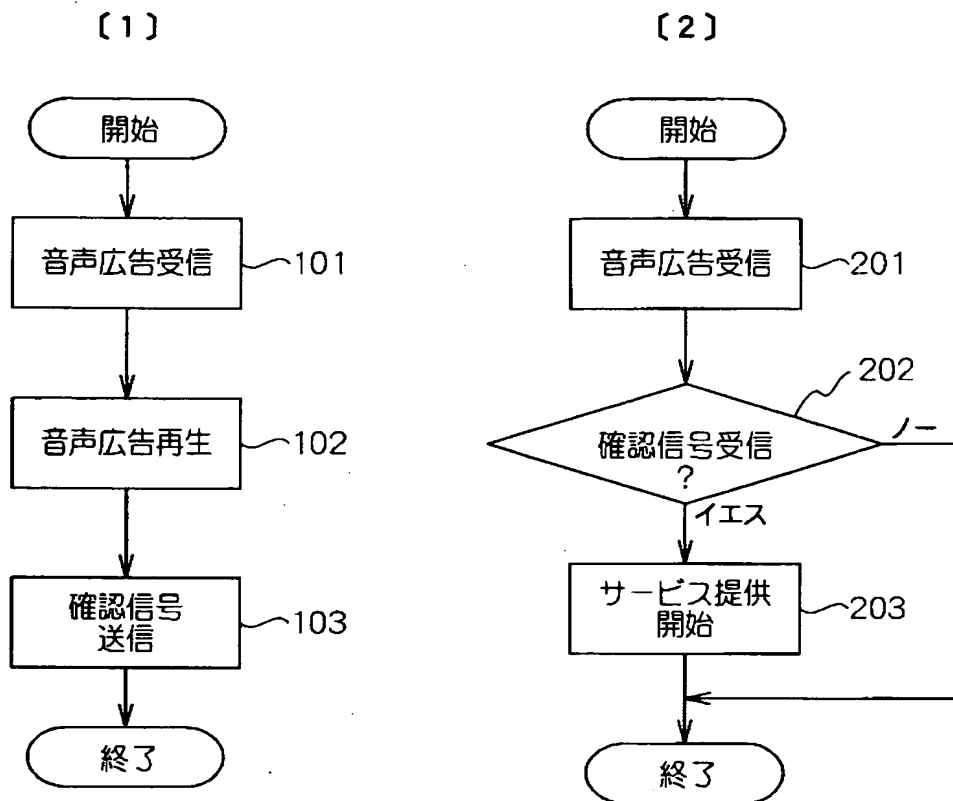 〔1〕
開始
音声広告受信
101
音声広告再生
102
確認信号
送信
103
終了
〔2〕
開始
音声広告受信
201
202
確認信号受信
?
ノー
イエス
サービス提供
開始
203
終了